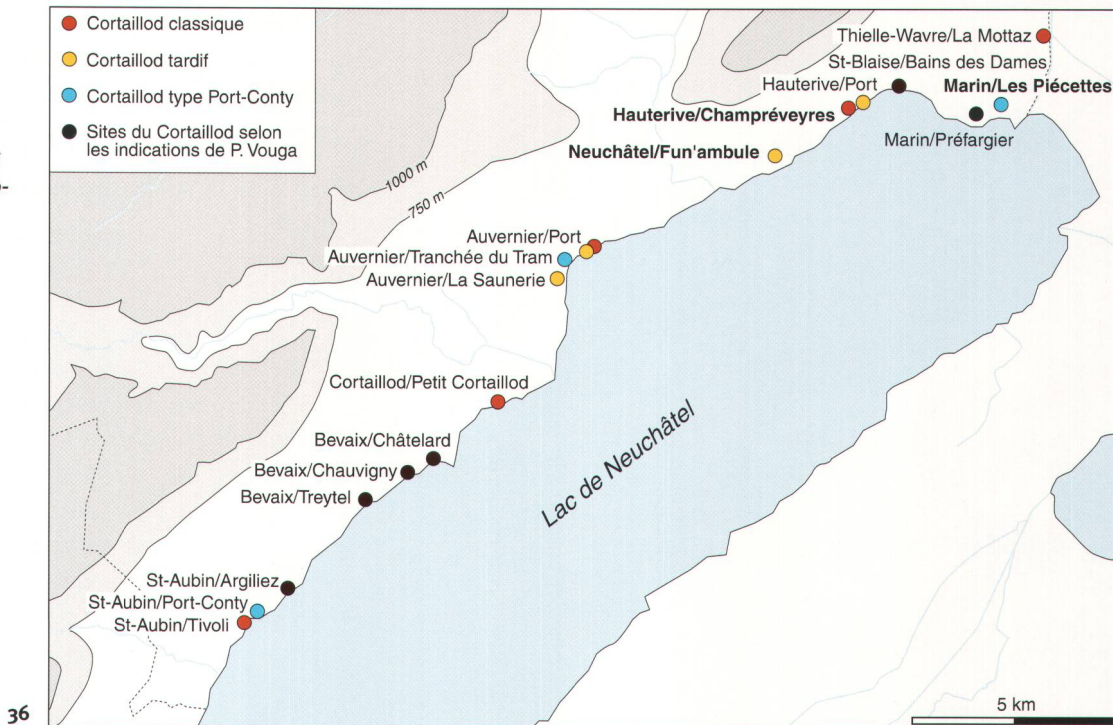 Cortaillod classique
Cortaillod tardif
Cortaillod type Port-Conty
Sites du Cortaillod selon
les indications de P. Vouga
Thielle-Wavre/La Mottaz
St-Blaise/Bains des Dames
Hauterive/Port
Marin/Les Piécettes
Hauterive/Champréveyres
Marin/Préfargier
Neuchâtel/Fun'ambule
1000 m
750 m
Auvernier/Port
Auvernier/Tranchée du Tram
Auvernier/La Saunerie
Cortaillod/Petit Cortaillod
Bevaix/Châtelard
Bevaix/Chauvigny
Bevaix/Treytel
Lac de Neuchâtel
St-Aubin/Argiliez
St-Aubin/Port-Conty
St-Aubin/Tivoli
5 km
36